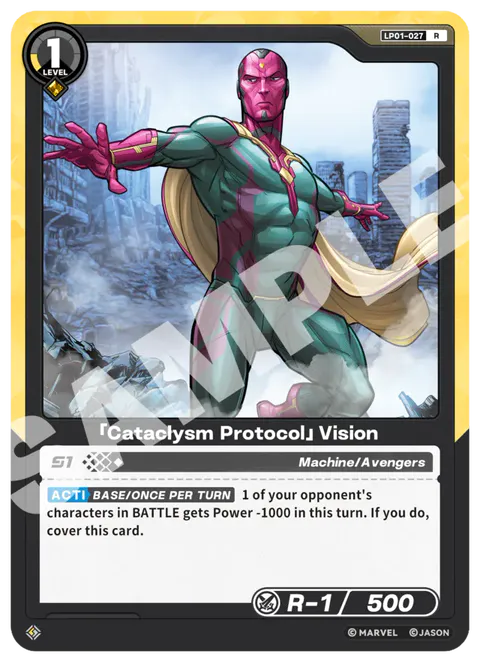 LP01-027 R
1
LEVEL
SAMPLE
「Cataclysm Protocol」 Vision
S1
Machine/Avengers
ACTI BASE/ONCE PER TURN 1 of your opponent's
characters in BATTLE gets Power -1000 in this turn. If you do,
cover this card.
R-1/ 500
©MARVEL ©JASON